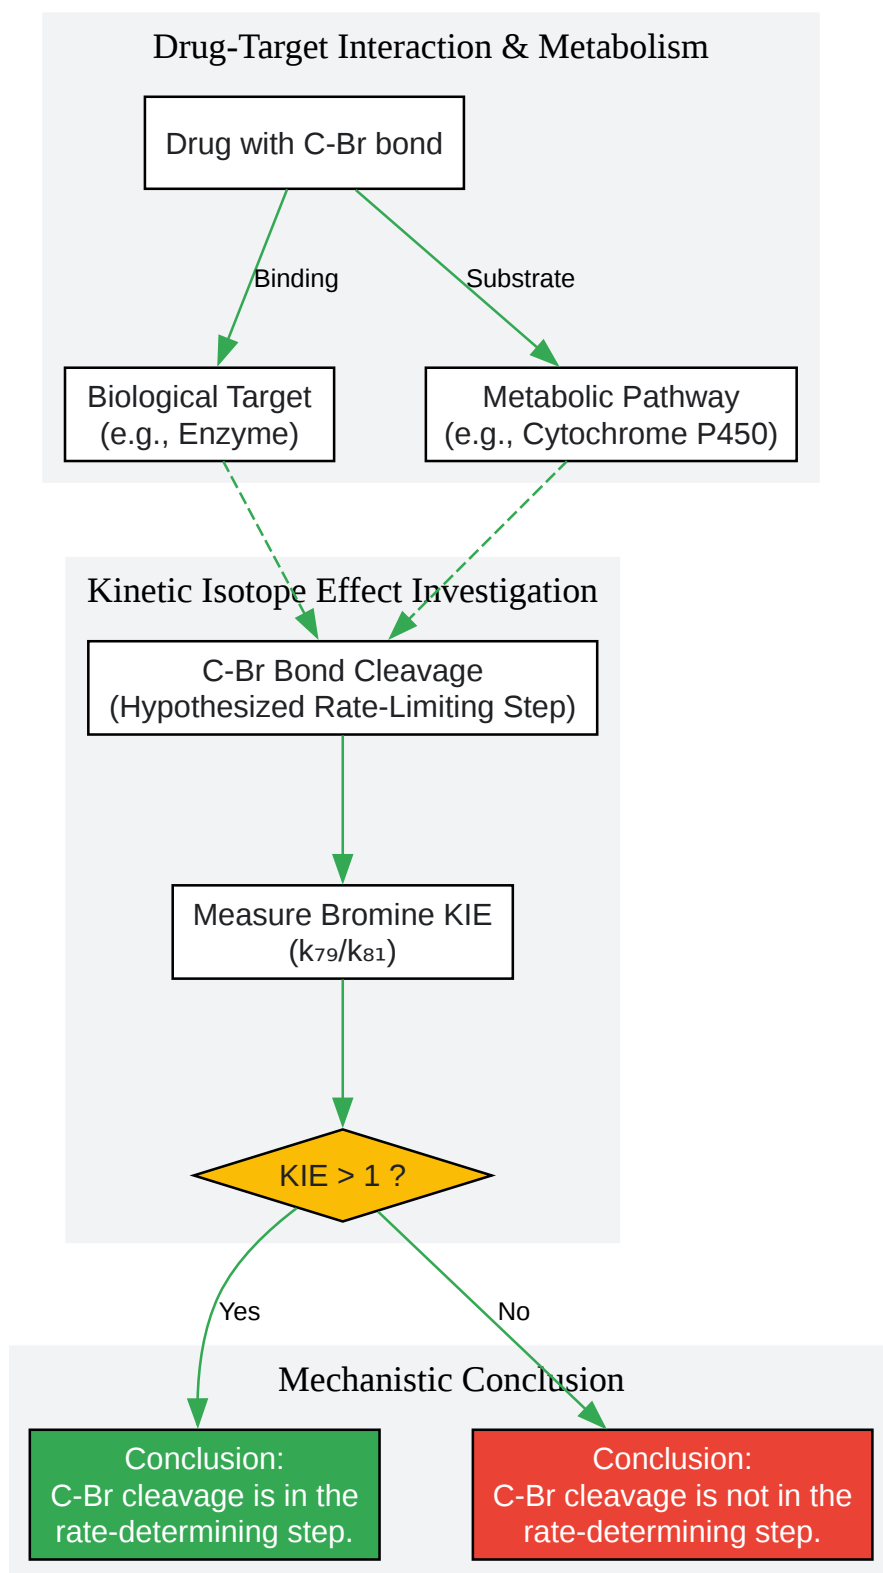 Drug-Target Interaction & Metabolism
Drug with C-Br bond
Binding
Substrate
Biological Target
(e.g., Enzyme)
Metabolic Pathway
(e.g., Cytochrome P450)
Kinetic Isotope Effect Investigation
C-Br Bond Cleavage
(Hypothesized Rate-Limiting Step)
Measure Bromine KIE
(k₇₉/k₈₁)
KIE > 1 ?
Yes
No
Mechanistic Conclusion
Conclusion:
C-Br cleavage is in the
rate-determining step.
Conclusion:
C-Br cleavage is not in the
rate-determining step.